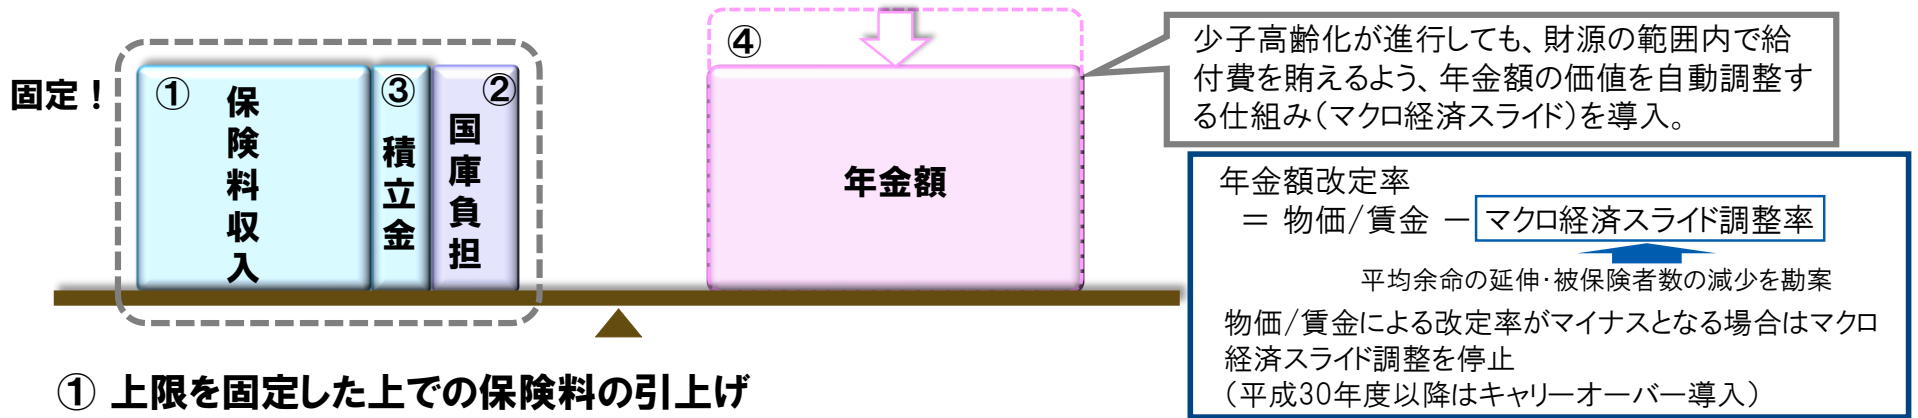 固定！
① 保険料収入
③ 積立金
② 国庫負担
④
年金額
少子高齢化が進行しても、財源の範囲内で給
付費を賄えるよう、年金額の価値を自動調整す
る仕組み（マクロ経済スライド）を導入。
年金額改定率
＝ 物価/賃金 － マクロ経済スライド調整率
平均余命の延伸・被保険者数の減少を勘案
物価/賃金による改定率がマイナスとなる場合はマクロ
経済スライド調整を停止
（平成30年度以降はキャリーオーバー導入）
① 上限を固定した上での保険料の引上げ